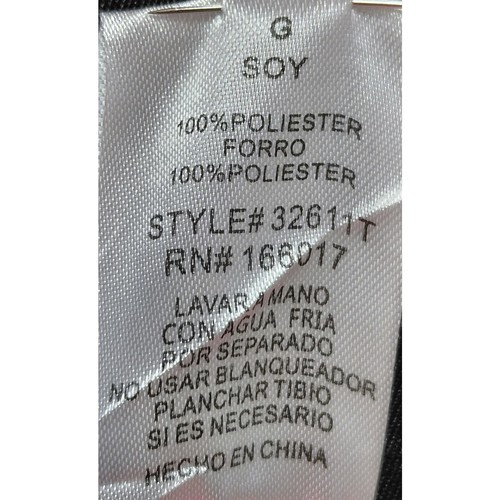 G
SOY
100%POLIESTER
FORRO
100%POLIESTER
STYLE# 32611T
RN# 166017
LAVAR AMANO
CON AGUA FRIA
POR SEPARADO
NO USAR BLANQUEADOR
PLANCHAR TIBIO
SI ES NECESARIO
HECHO EN CHINA